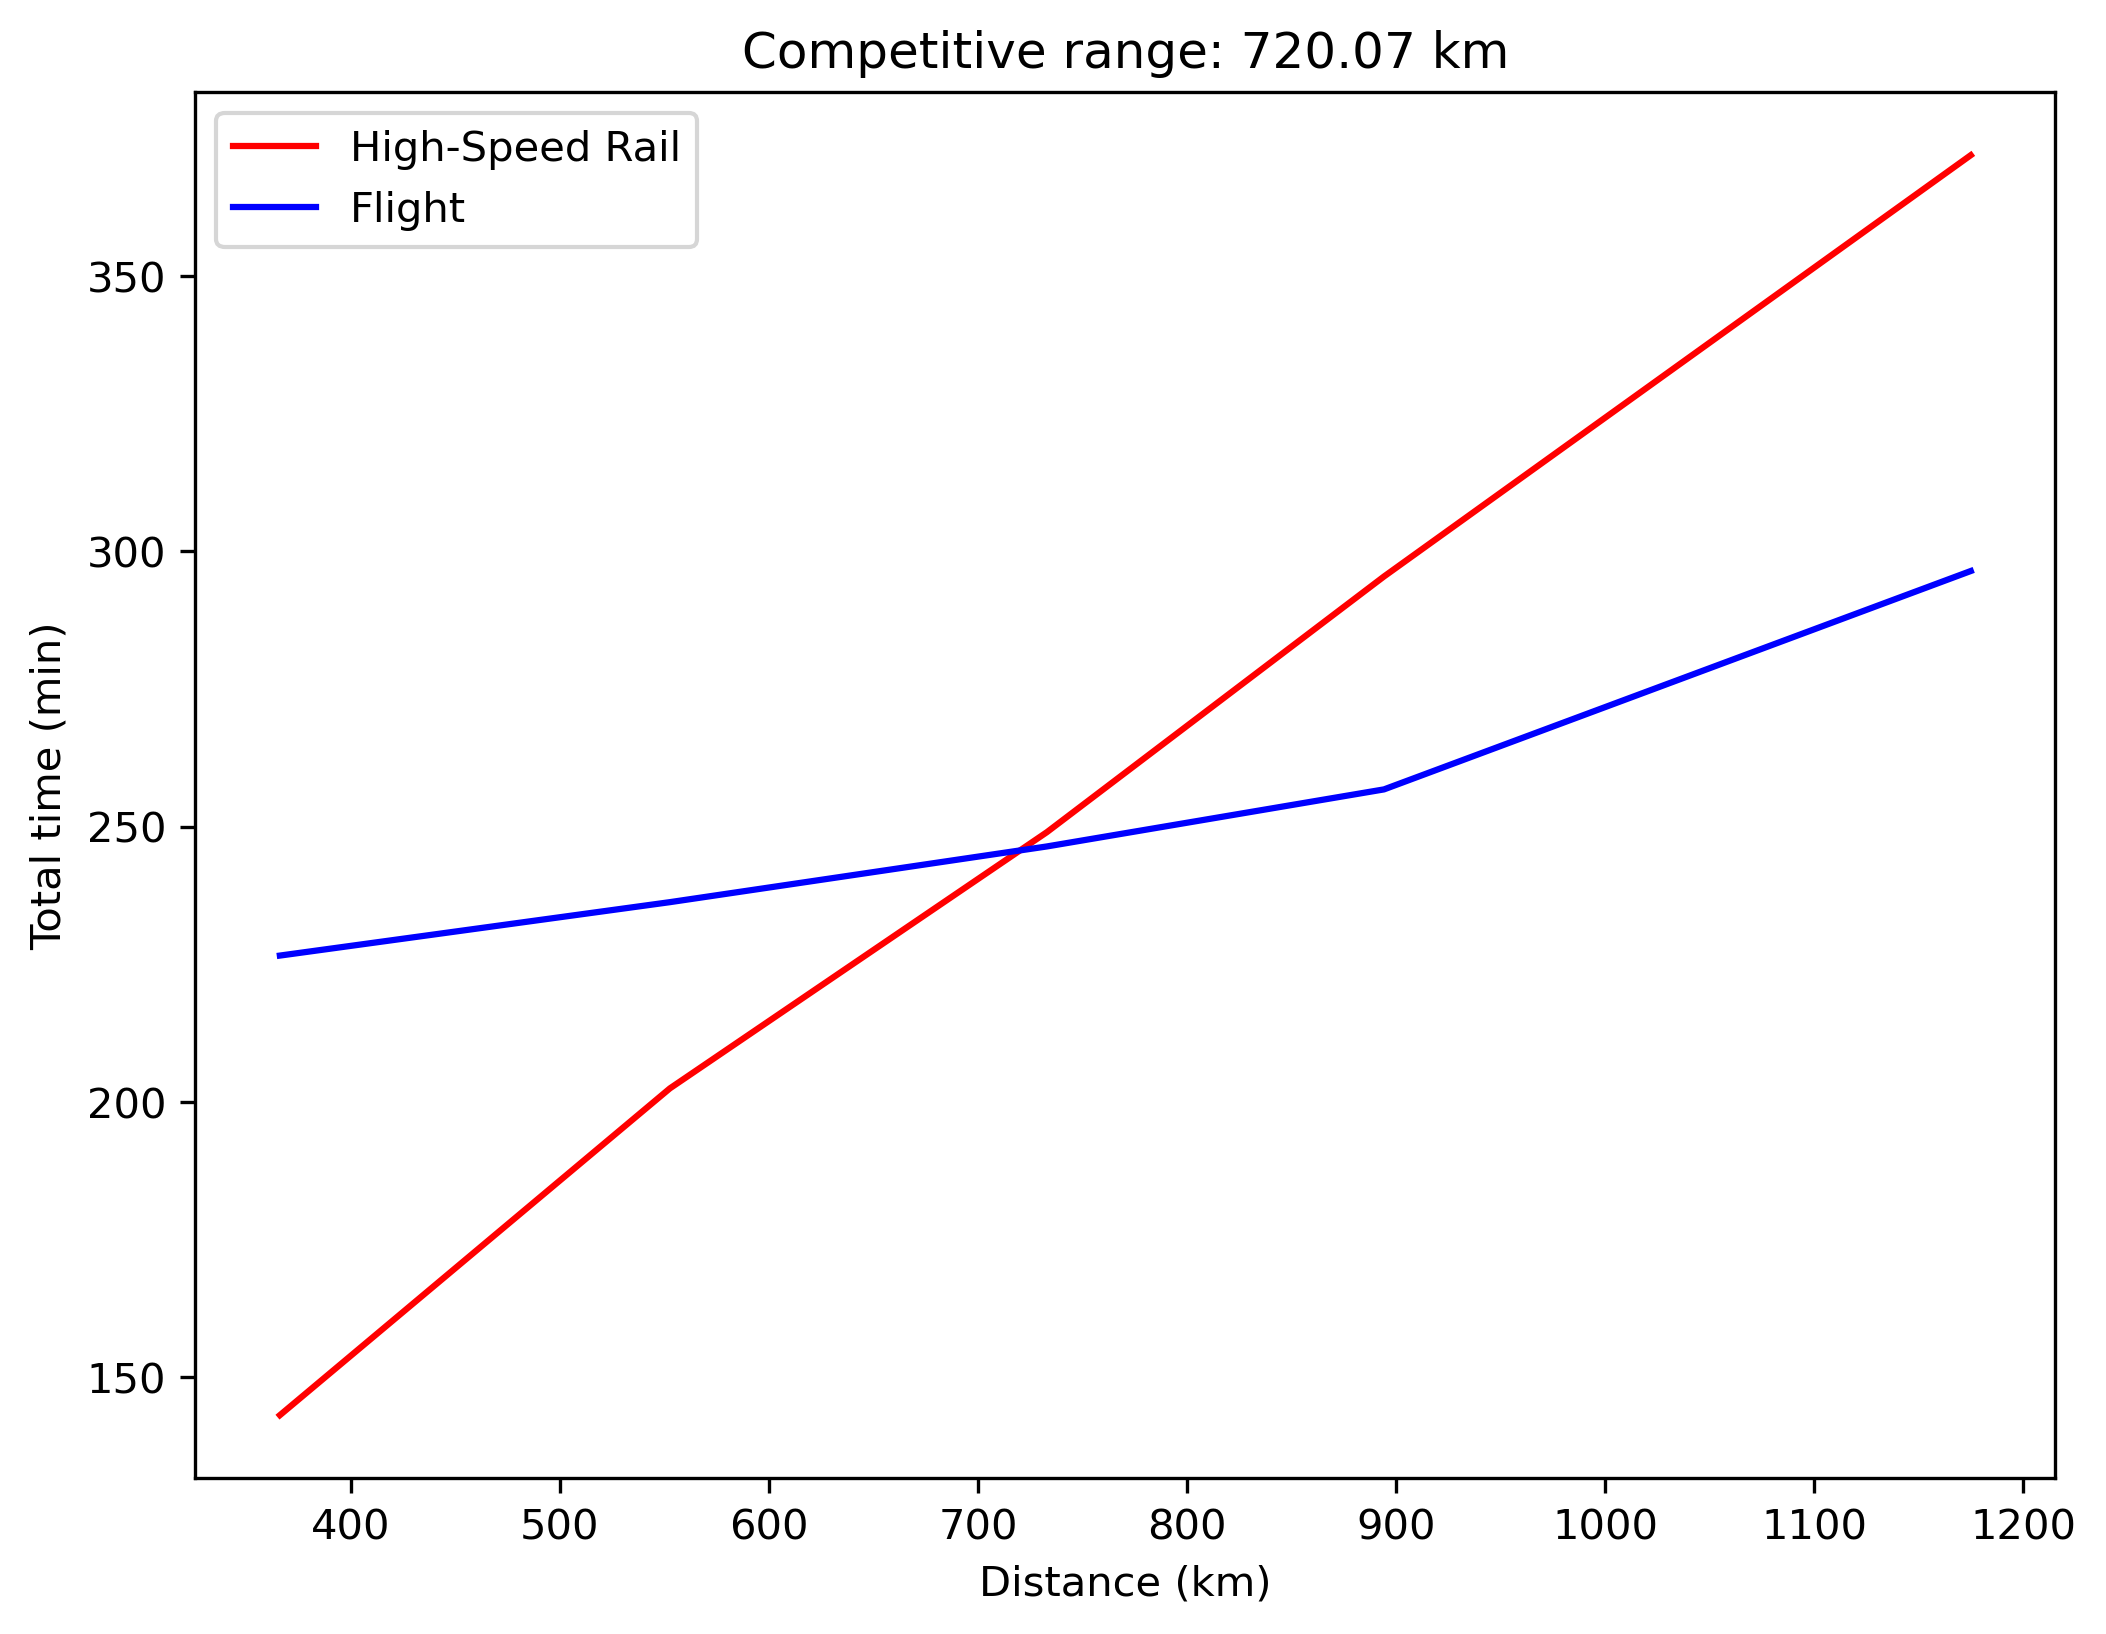 Competitive range: 720.07 km
High-Speed Rail
Flight
350
300
250
200
150
Total time (min)
400 500 600 700 800 900 1000 1100 1200
Distance (km)